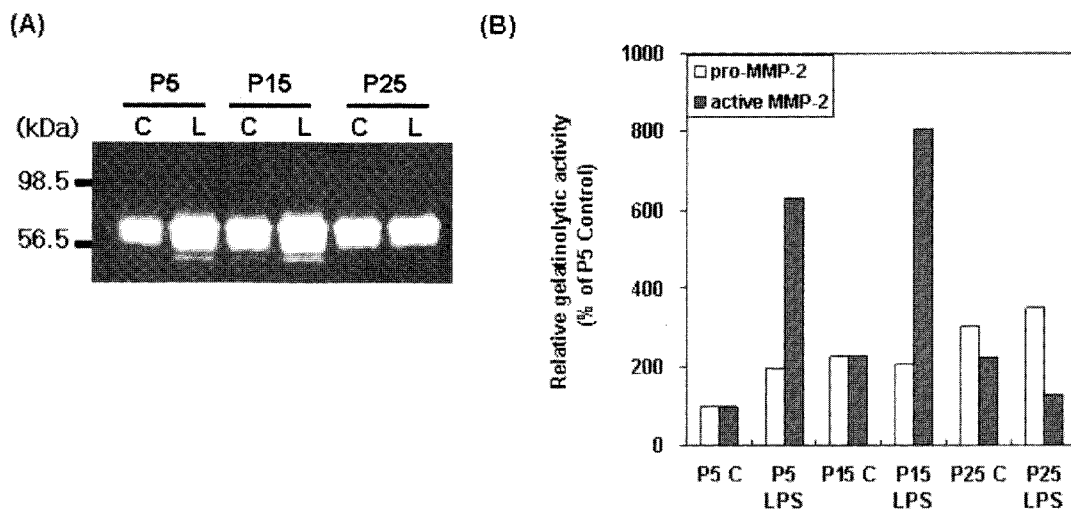 (A)
P5 P15 P25
(kDa) C L C L C L
98.5
56.5
(B)
Relative gelatinolytic activity
(% of P5 Control)
1000
800
600
400
200
0
pro-MMP-2
active MMP-2
P5 C P5 LPS P15 C P15 LPS P25 C P25 LPS